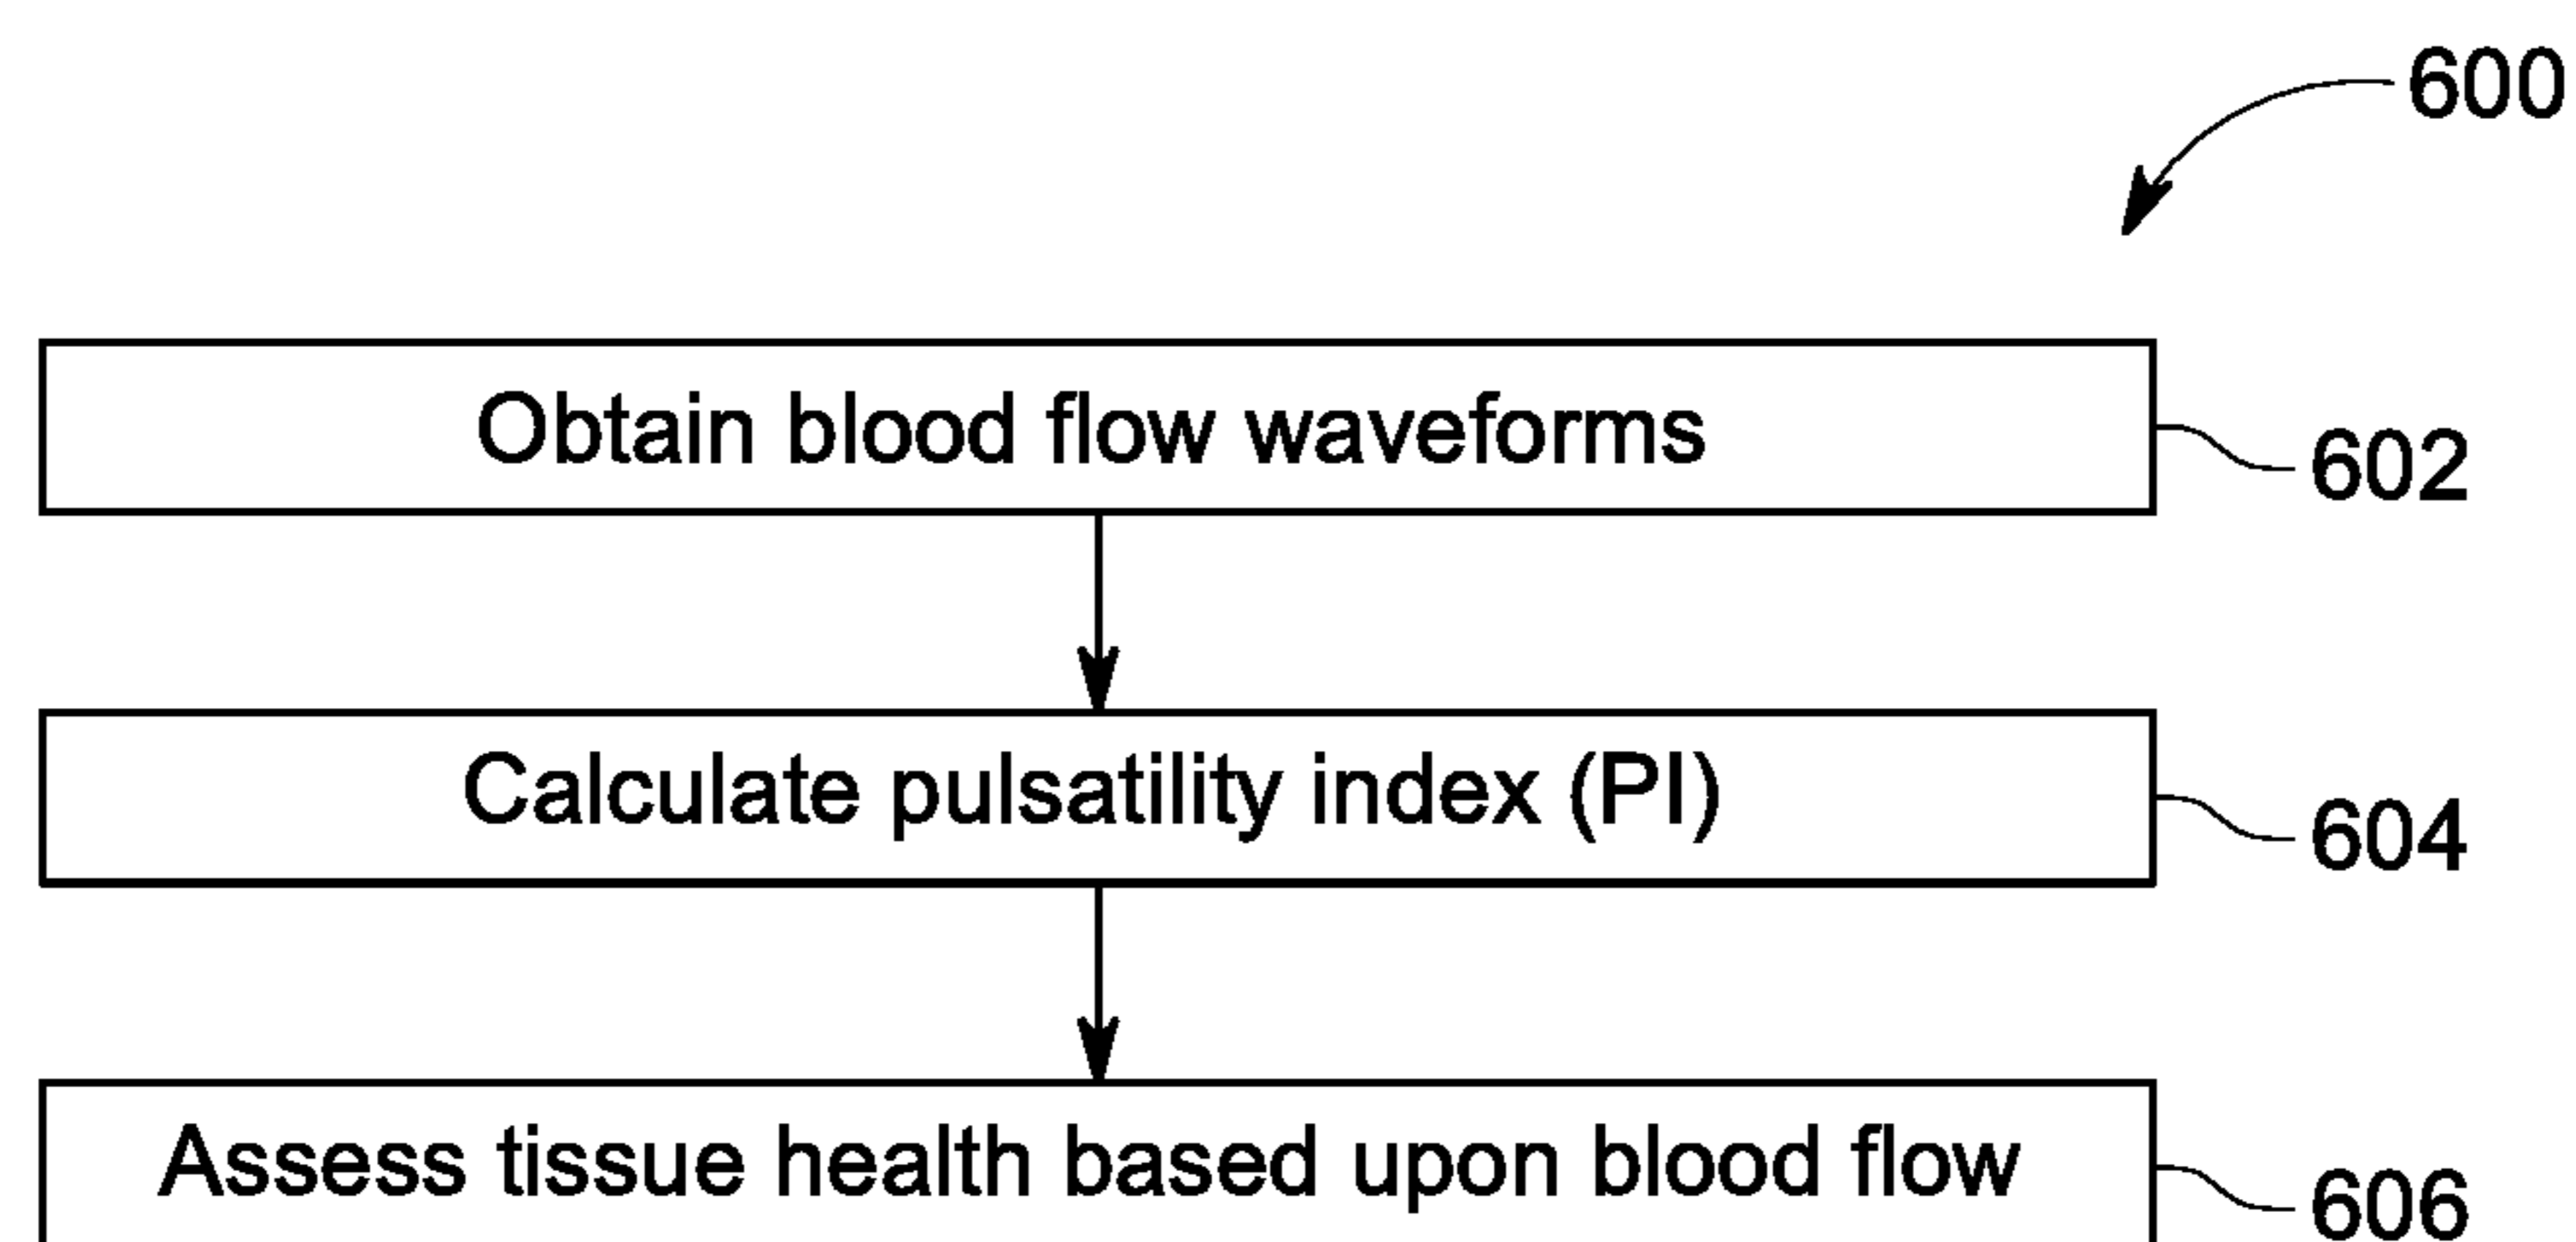 600
Obtain blood flow waveforms
602
Calculate pulsatility index (PI)
604
Assess tissue health based upon blood flow
606